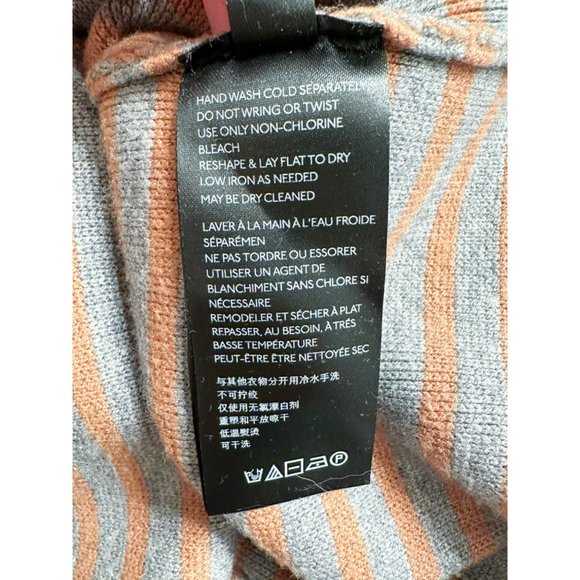 HAND WASH COLD SEPARATELY
DO NOT WRING OR TWIST
USE ONLY NON-CHLORINE
BLEACH
RESHAPE & LAY FLAT TO DRY
LOW IRON AS NEEDED
MAY BE DRY CLEANED
LAVER À LA MAIN À L'EAU FROIDE
SÉPARÉMEN
NE PAS TORDRE OU ESSORER
UTILISER UN AGENT DE
BLANCHIMENT SANS CHLORE SI
NÉCESSAIRE
REMODELER ET SÉCHER À PLAT
REPASSER, AU BESOIN, À TRÉS
BASSE TEMPÉRATURE
PEUT-ÊTRE ÊTRE NETTOYÉE SEC
与其他衣物分开用冷水手洗
不可拧绞
仅使用无氯漂白剂
重塑和平放晾干
低温熨烫
可干洗
P